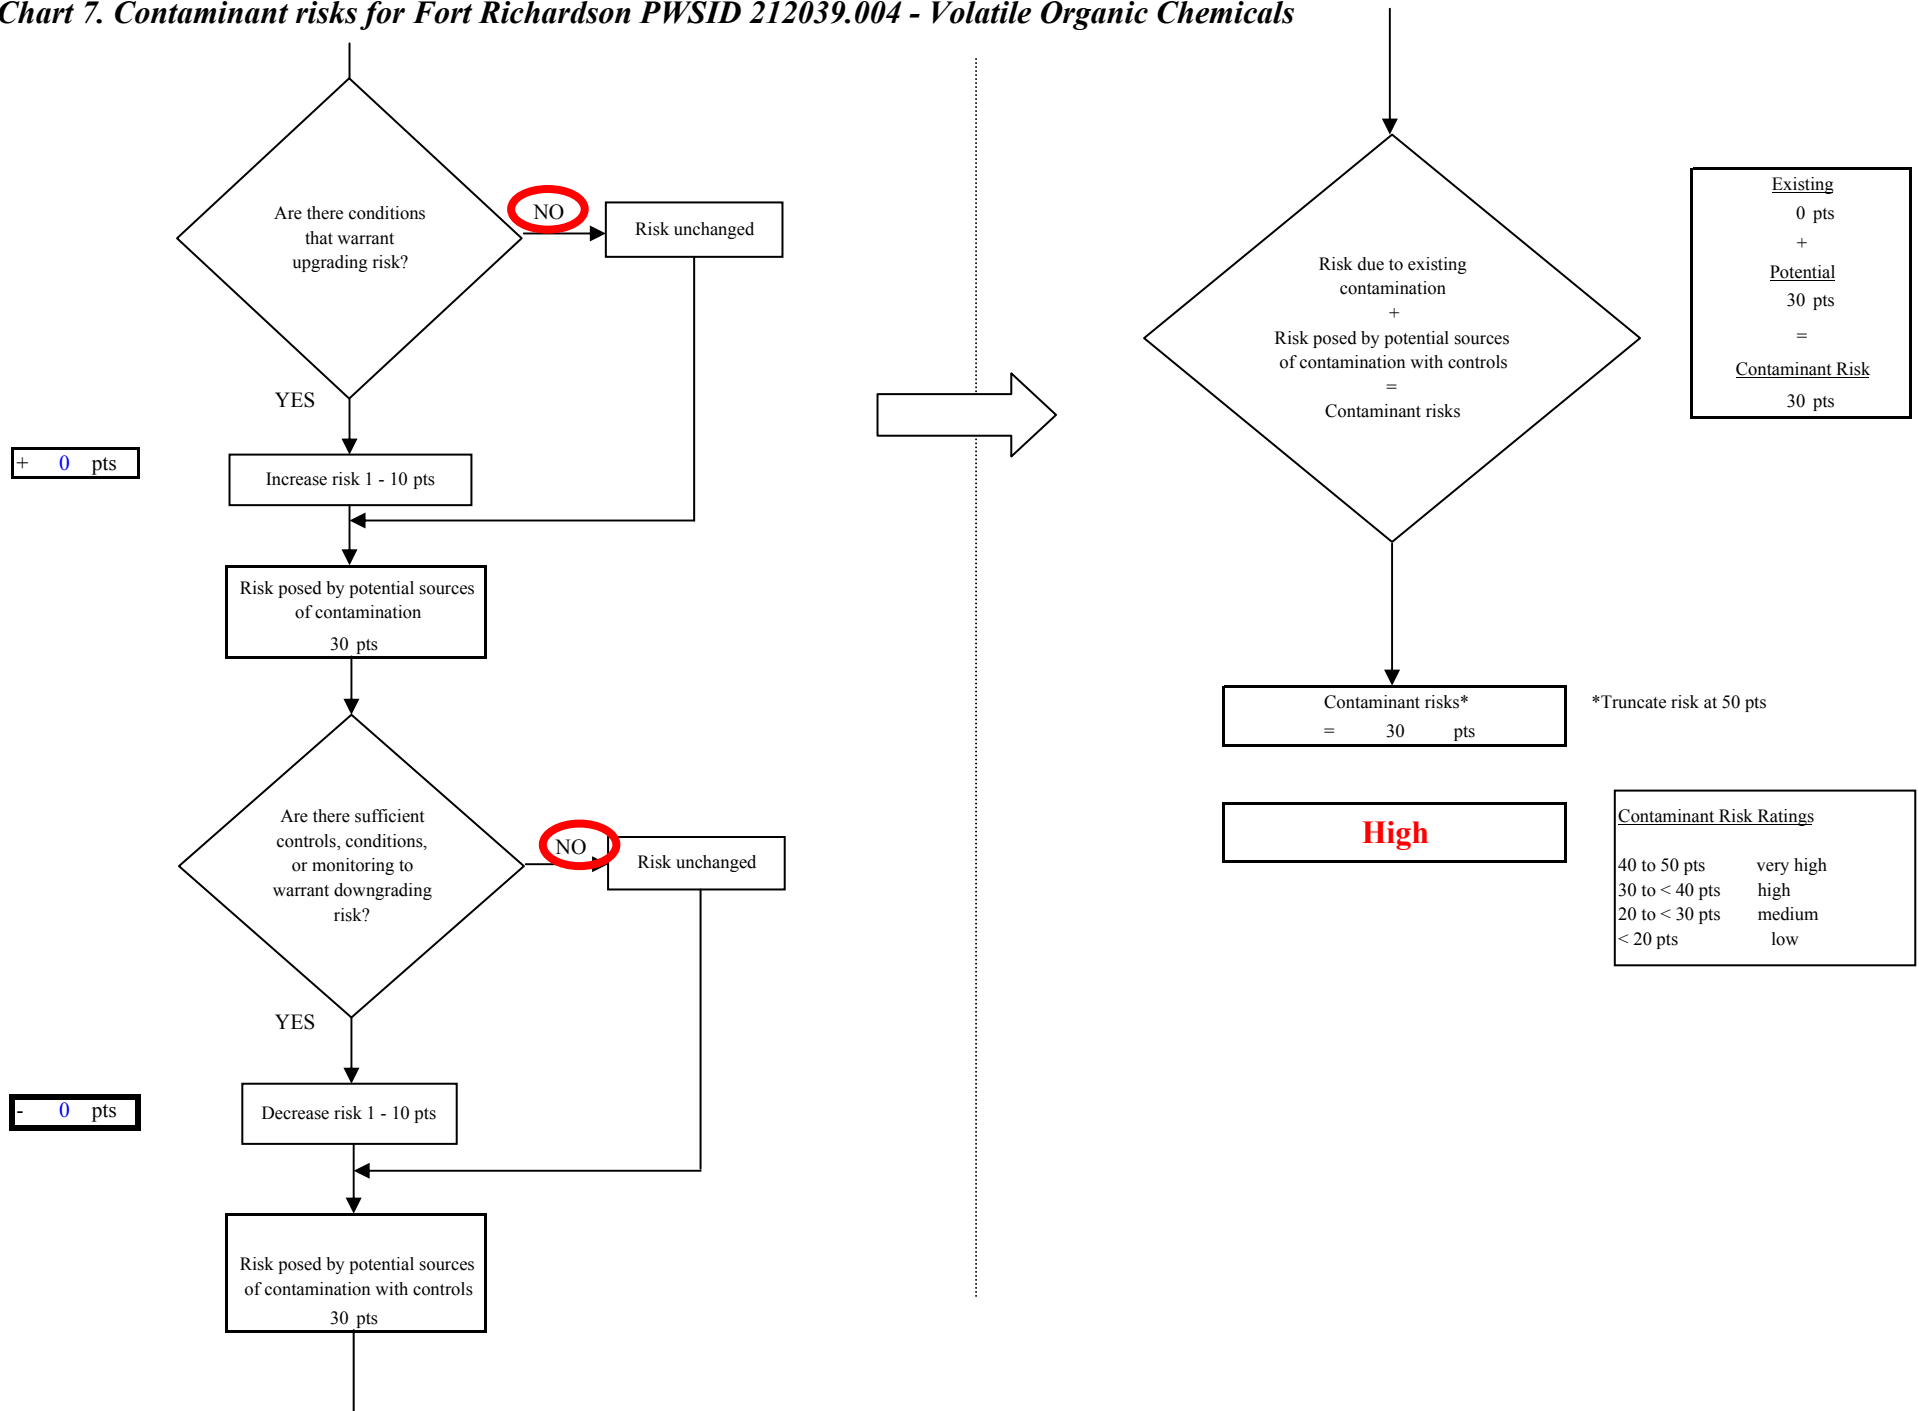 Chart 7. Contaminant risks for Fort Richardson PWSID 212039.004 - Volatile Organic Chemicals
Are there conditions
that warrant
upgrading risk?
NO
Risk unchanged
YES
+ 0 pts
Increase risk 1 - 10 pts
Risk posed by potential sources
of contamination
30 pts
Are there sufficient
controls, conditions,
or monitoring to
warrant downgrading
risk?
NO
Risk unchanged
YES
- 0 pts
Decrease risk 1 - 10 pts
Risk posed by potential sources
of contamination with controls
30 pts
Risk due to existing
contamination
+
Risk posed by potential sources
of contamination with controls
=
Contaminant risks
Existing
0 pts
+
Potential
30 pts
=
Contaminant Risk
30 pts
Contaminant risks*
= 30 pts
*Truncate risk at 50 pts
High
Contaminant Risk Ratings
40 to 50 pts very high
30 to < 40 pts high
20 to < 30 pts medium
< 20 pts low